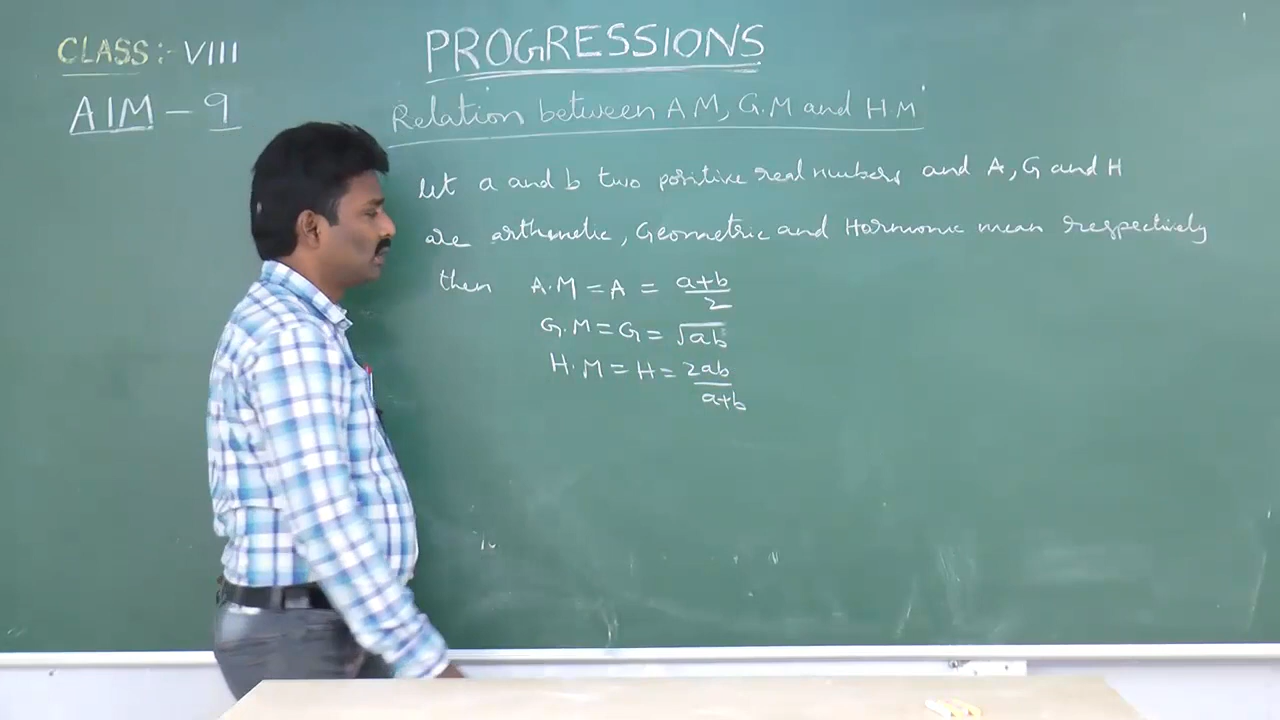 CLASS:- VIII
PROGRESSIONS
AIM - 9
Relation between A M, G.M and H.M
Let a and b two positive real numbers and A, G and H
are arthemetic, Geometric and Harmonic mean respectively
then A.M = A = a+b/2
G.M = G = √ab
H.M = H = 2ab/a+b